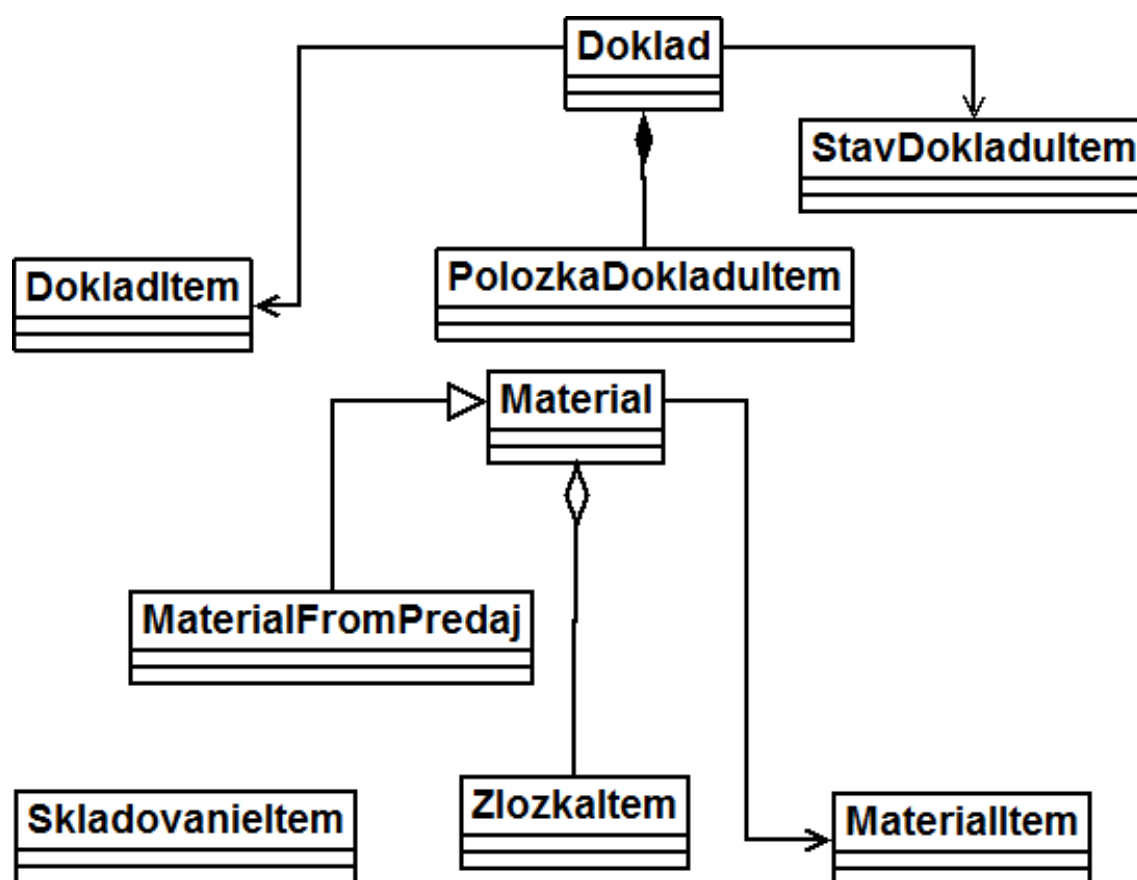 Doklad
StavDokladuItem
DokladItem
PolozkaDokladuItem
Material
MaterialFromPredaj
SkladovanieItem
ZlozkaItem
MaterialItem